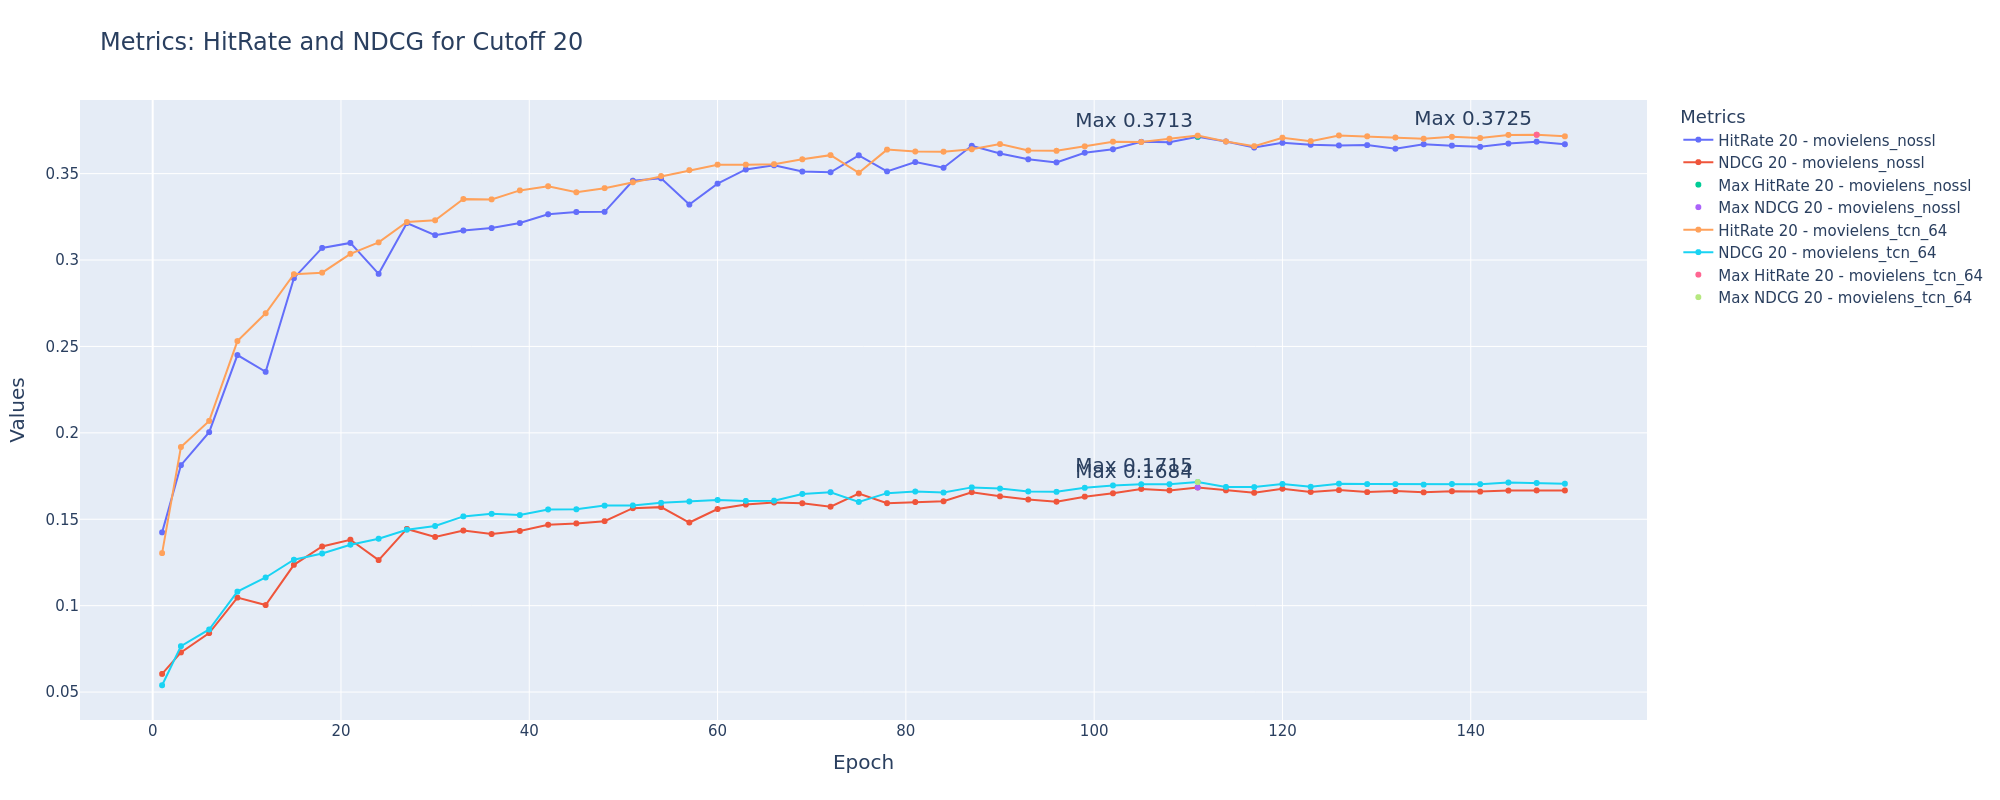 Metrics: HitRate and NDCG for Cutoff 20
Max 0.3713
Max 0.3725
Max 0.1715
Max 0.1684
Values
0.35
0.3
0.25
0.2
0.15
0.1
0.05
0
20
40
60
80
100
120
140
Epoch
Metrics
HitRate 20 - movielens_nossl
NDCG 20 - movielens_nossl
Max HitRate 20 - movielens_nossl
Max NDCG 20 - movielens_nossl
HitRate 20 - movielens_tcn_64
NDCG 20 - movielens_tcn_64
Max HitRate 20 - movielens_tcn_64
Max NDCG 20 - movielens_tcn_64